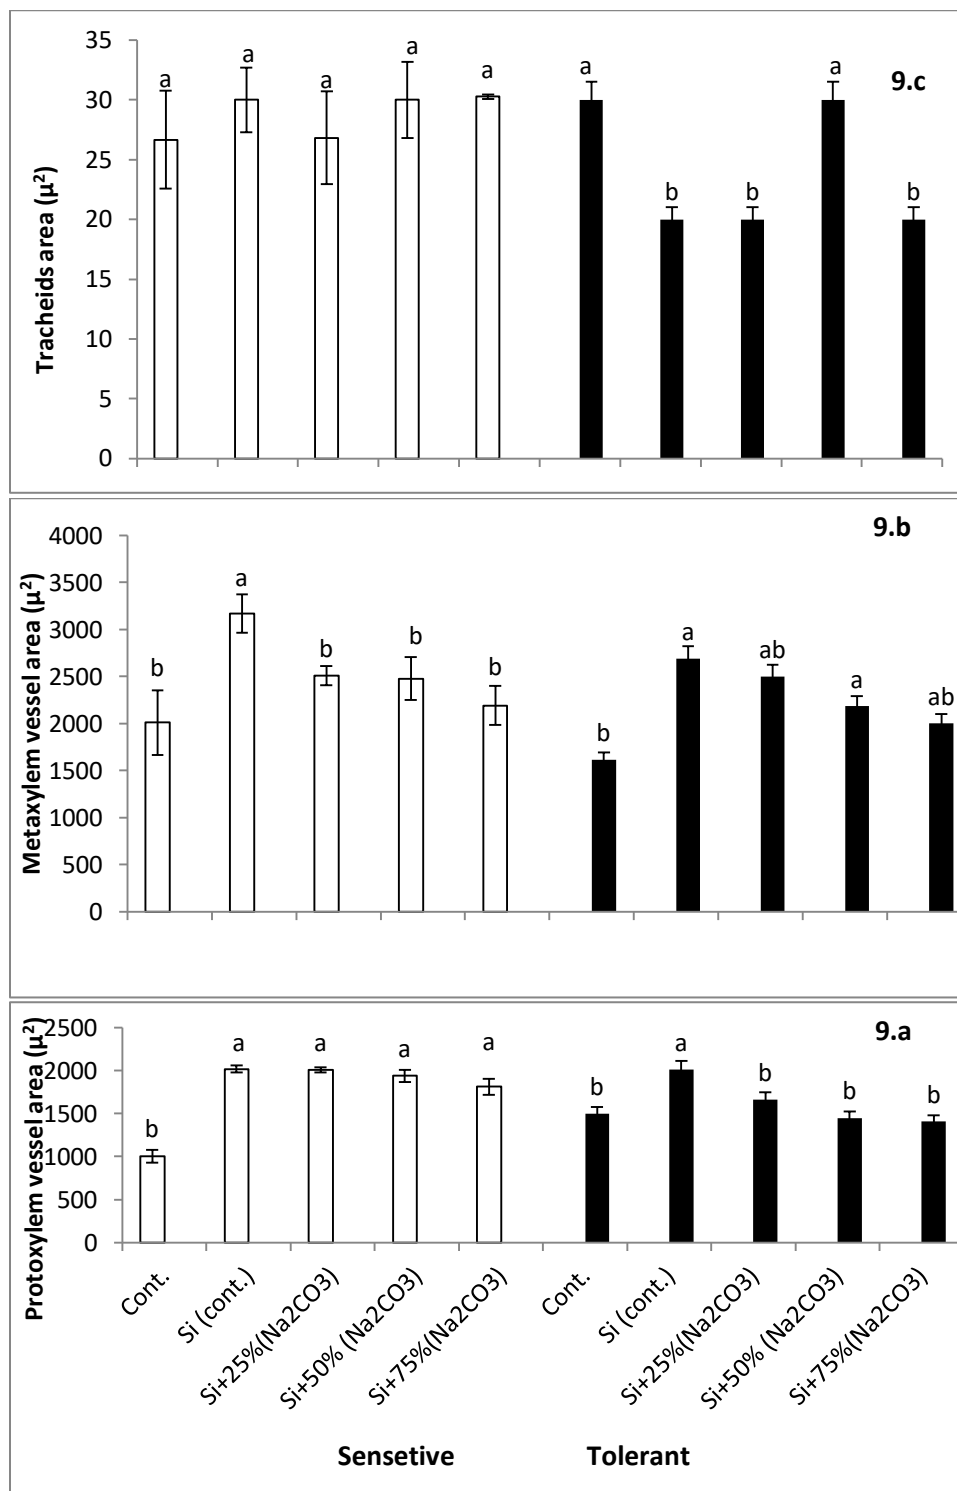 9.c
Tracheids area (µ²)
35
30
25
20
15
10
5
0
a a a a a a b b a b
9.b
Metaxylem vessel area (µ²)
4000
3500
3000
2500
2000
1500
1000
500
0
b a b b b b a ab a ab
9.a
Protoxylem vessel area (µ²)
2500
2000
1500
1000
500
0
b a a a a b a b b b
Cont.
Si (cont.)
Si+25%(Na2CO3)
Si+50% (Na2CO3)
Si+75%(Na2CO3)
Cont.
Si (cont.)
Si+25%(Na2CO3)
Si+50% (Na2CO3)
Si+75%(Na2CO3)
Sensetive Tolerant